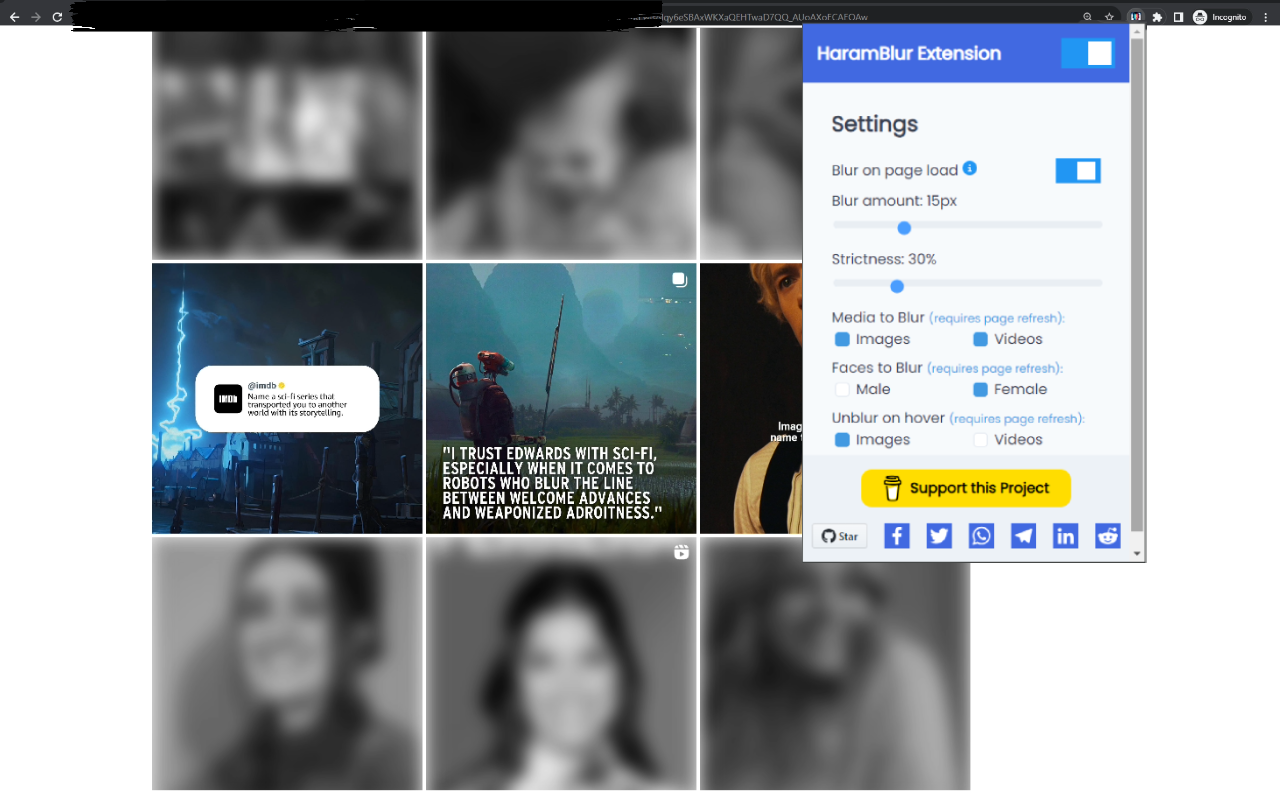 Incognito
HaramBlur Extension
Settings
Blur on page load
Blur amount: 15px
Strictness: 30%
Media to Blur (requires page refresh):
Images Videos
Faces to Blur (requires page refresh):
Male Female
Unblur on hover (requires page refresh):
Images Videos
Support this Project
Star
@imdb
IMDb
Name a sci-fi series that
transported you to another
world with its storytelling.
"I TRUST EDWARDS WITH SCI-FI,
ESPECIALLY WHEN IT COMES TO
ROBOTS WHO BLUR THE LINE
BETWEEN WELCOME ADVANCES
AND WEAPONIZED ADROITNESS."
Imag
name